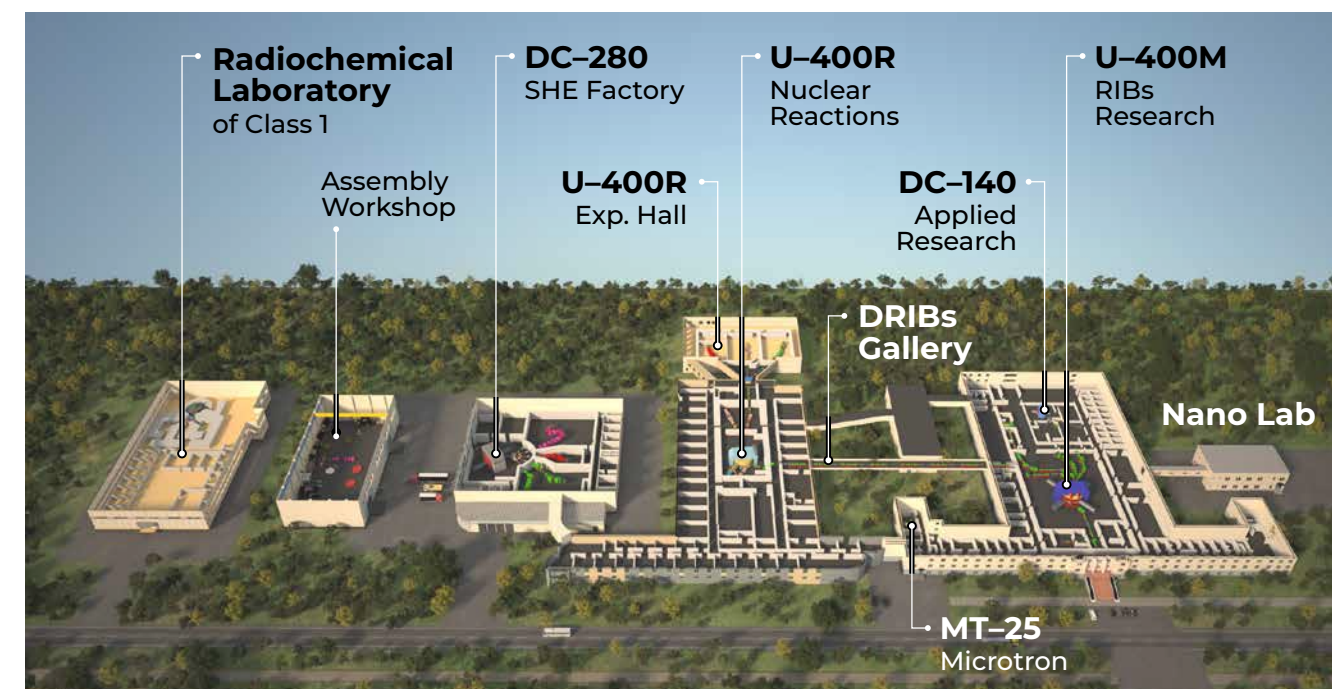 Radiochemical
Laboratory
of Class 1
DC–280
SHE Factory
U–400R
Nuclear
Reactions
U–400M
RIBs
Research
Assembly
Workshop
U–400R
Exp. Hall
DC–140
Applied
Research
DRIBs
Gallery
Nano Lab
MT–25
Microtron